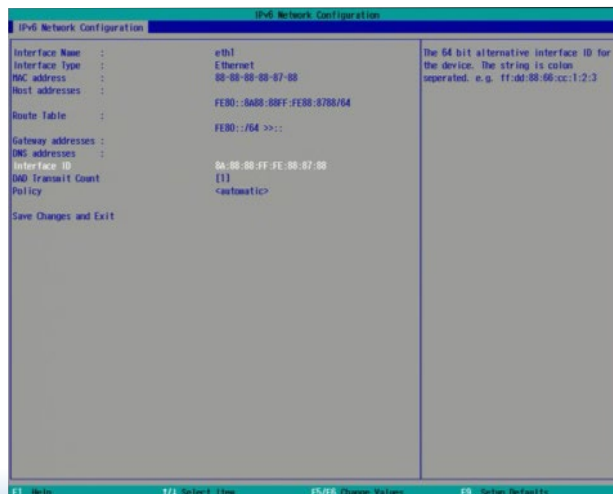 IPv6 Network Configuration
IPv6 Network Configuration
Interface Name : eth1
Interface Type : Ethernet
MAC address : 88-88-88-88-87-88
Host addresses :
FE80::8A88:88FF:FE88:8788/64
Route Table :
FE80::/64 >>::
Gateway addresses :
DNS addresses :
Interface ID 8A:88:88:FF:FE:88:87:88
DAD Transmit Count [1]
Policy <automatic>
Save Changes and Exit
The 64 bit alternative interface ID for
the device. The string is colon
seperated. e.g. ff:dd:88:66:cc:1:2:3
F1 Help ↑/↓ Select Item F5/F6 Change Values F9 Setup Defaults